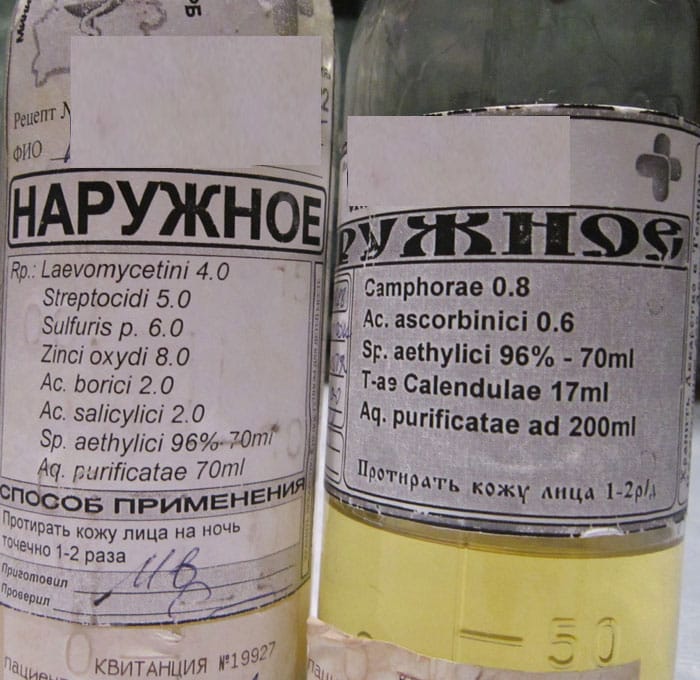 Рецепт №
ФИО
НАРУЖНОЕ
Rp.: Laevomycetini 4.0
Streptocidi 5.0
Sulfuris p. 6.0
Zinci oxydi 8.0
Ac. borici 2.0
Ac. salicylici 2.0
Sp. aethylici 96% 70ml
Aq. purificatae 70ml
СПОСОБ ПРИМЕНЕНИЯ
Протирать кожу лица на ночь
точечно 1-2 раза
Приготовил
Проверил
КВИТАНЦИЯ №19927
РУЖНОЕ
Camphorae 0.8
Ac. ascorbinici 0.6
Sp. aethylici 96% - 70ml
T-ae Calendulae 17ml
Aq. purificatae ad 200ml
Протирать кожу лица 1-2р/д
50